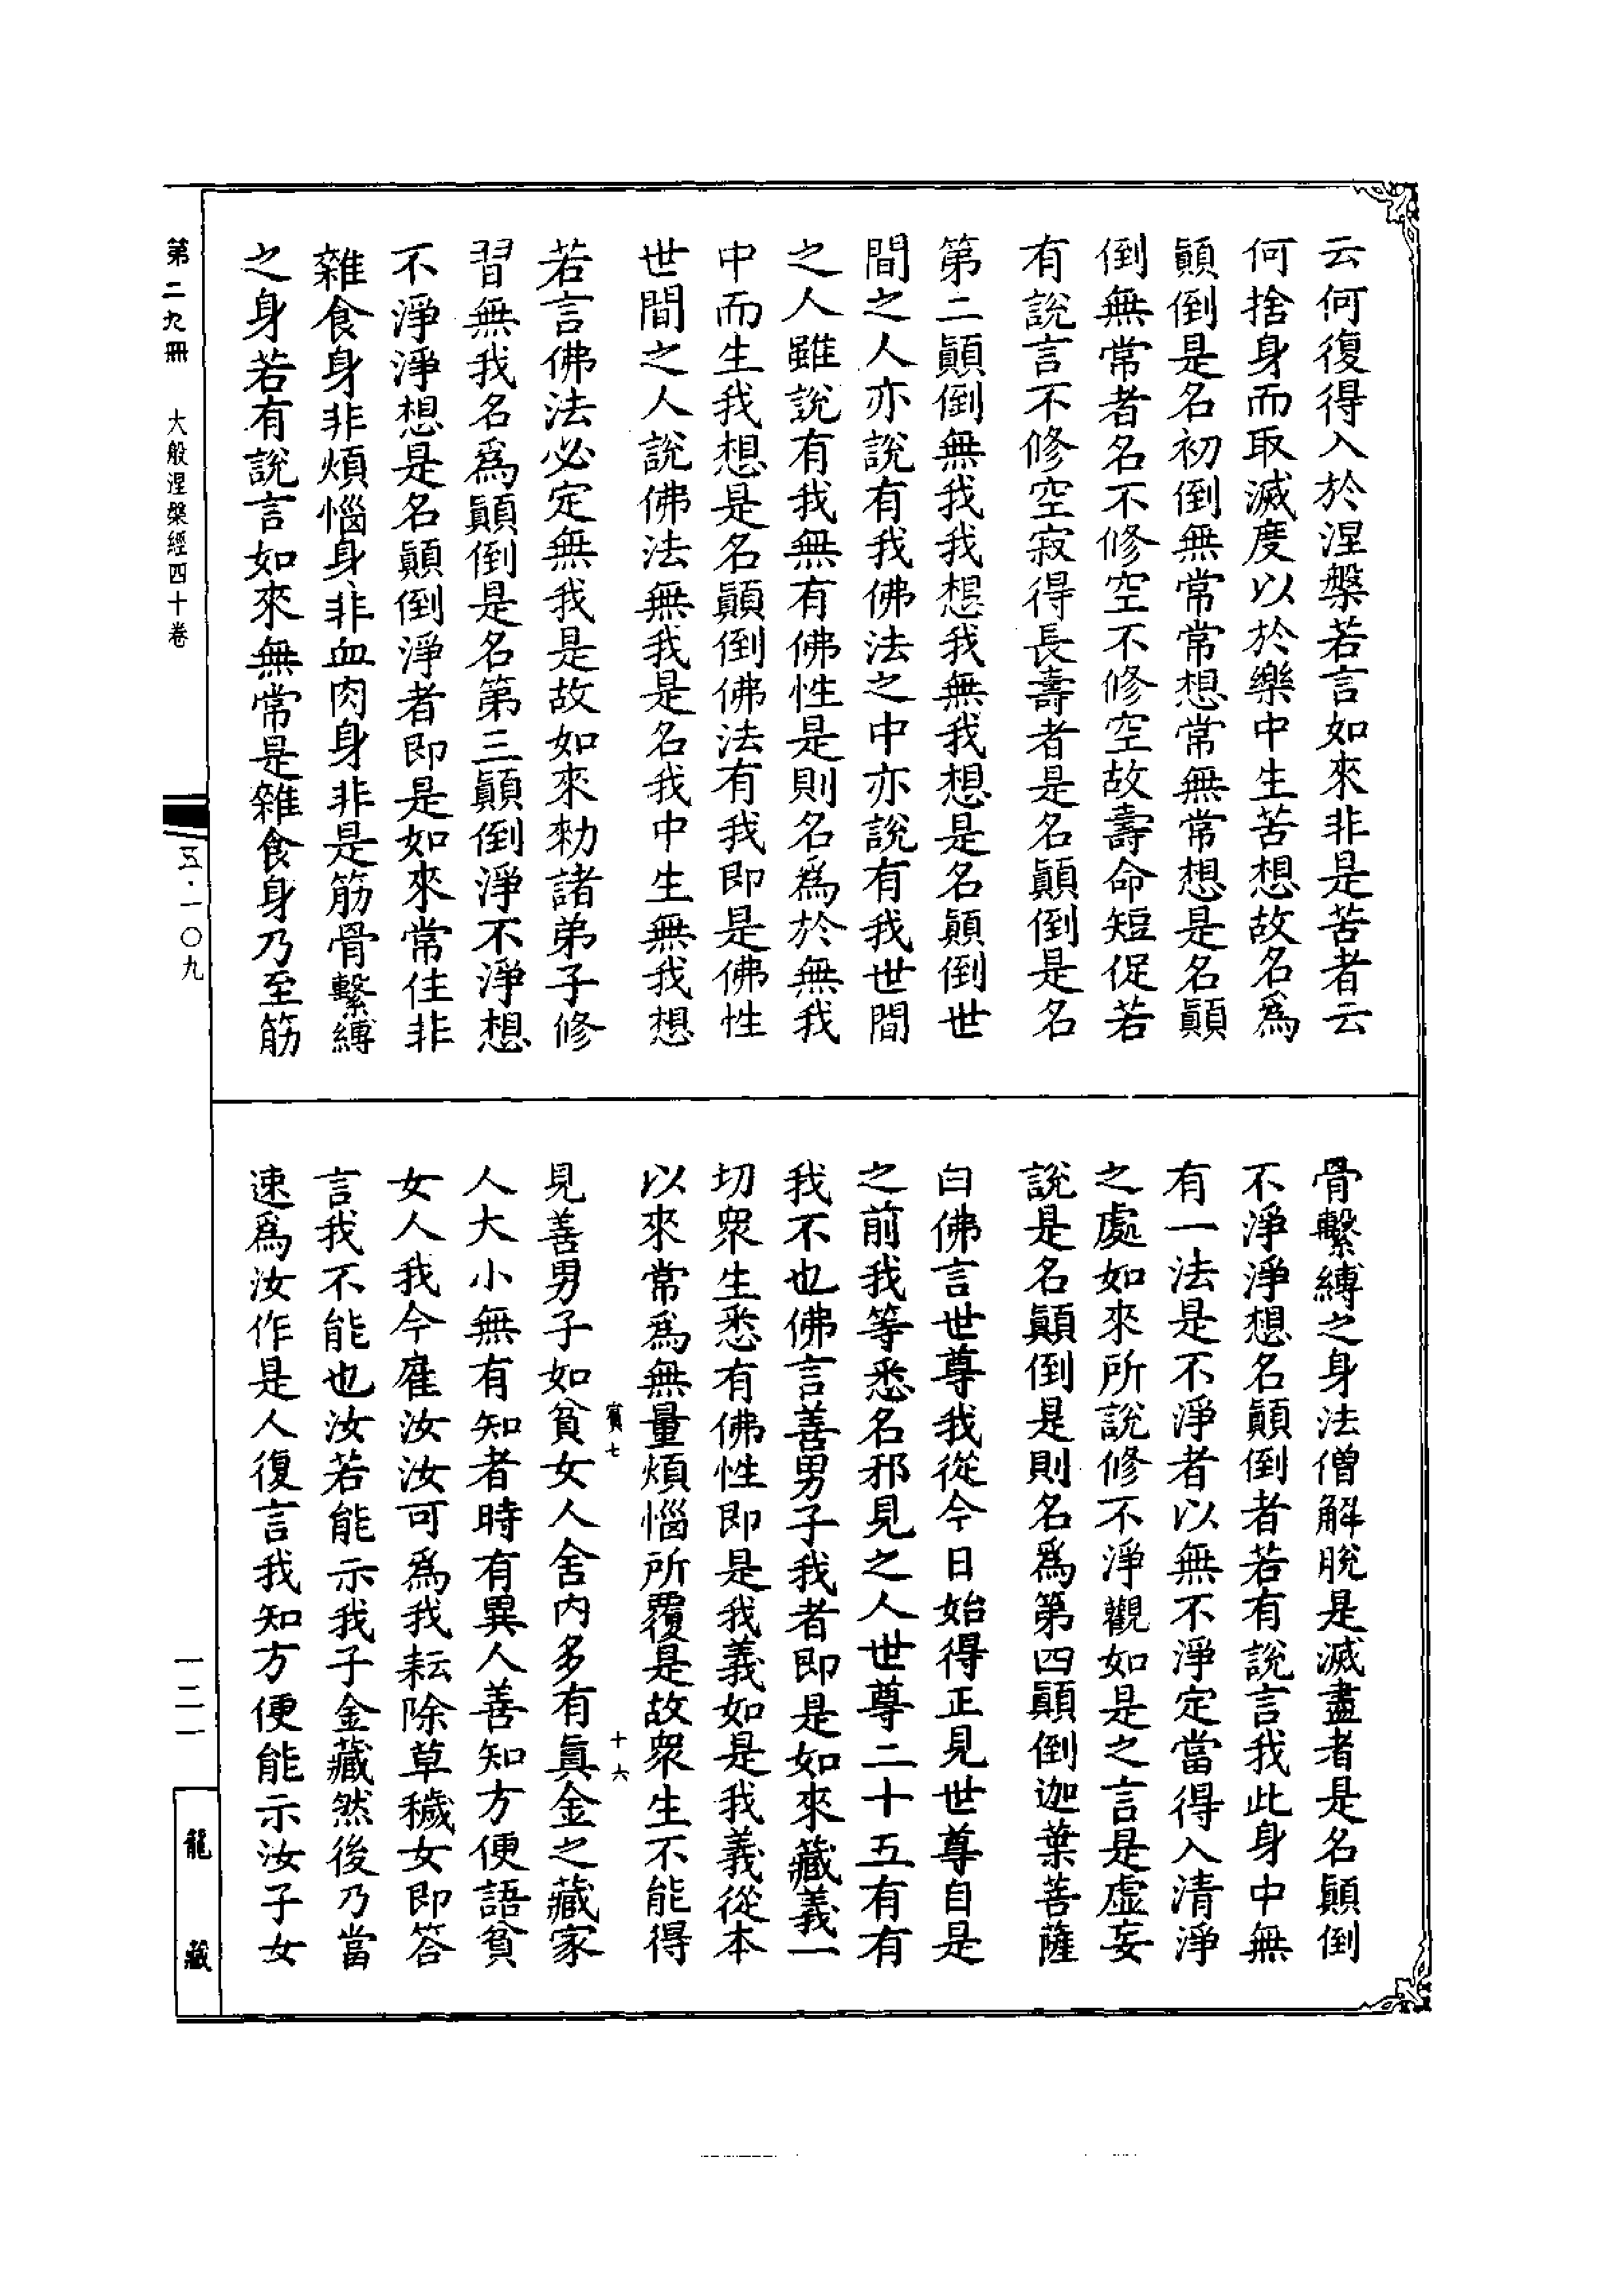 云何復得入於涅槃若言如來非是苦者云
何捨身而取滅度以於樂中生苦想故名爲
顚倒是名初倒無常常想常無常想是名顚
倒無常者名不修空不修空故壽命短促若
有說言不修空寂得長壽者是名顚倒是名
第二顚倒無我我想我無我想是名顚倒世
間之人亦說有我佛法之中亦說有我世間
之人雖說有我無有佛性是則名爲於無我
中而生我想是名顚倒佛法有我即是佛性
世間之人說佛法無我是名我中生無我想
若言佛法必定無我是故如來勑諸弟子修
習無我名爲顚倒是名第三顚倒淨不淨想
不淨淨想是名顚倒淨者即是如來常住非
雜食身非煩惱身非血肉身非是筋骨繫縛
之身若有說言如來無常是雜食身乃至筋
骨繫縛之身法僧解脫是滅盡者是名顚倒
不淨淨想名顚倒者若有說言我此身中無
有一法是不淨者以無不淨定當得入清淨
之處如來所說修不淨觀如是之言是虛妄
說是名顚倒是則名爲第四顚倒迦葉菩薩
白佛言世尊我從今日始得正見世尊自是
之前我等悉名邪見之人世尊二十五有有
我不也佛言善男子我者即是如來藏義一
切眾生悉有佛性即是我義如是我義從本
以來常爲無量煩惱所覆是故眾生不能得
賓七 十六
見善男子如貧女人舍內多有眞金之藏家
人大小無有知者時有異人善知方便語貧
女人我今雇汝汝可爲我耘除草穢女即答
言我不能也汝若能示我子金藏然後乃當
速爲汝作是人復言我知方便能示汝子女
第二九冊 大般涅槃經四十卷
五·一〇九
一二一
龍藏